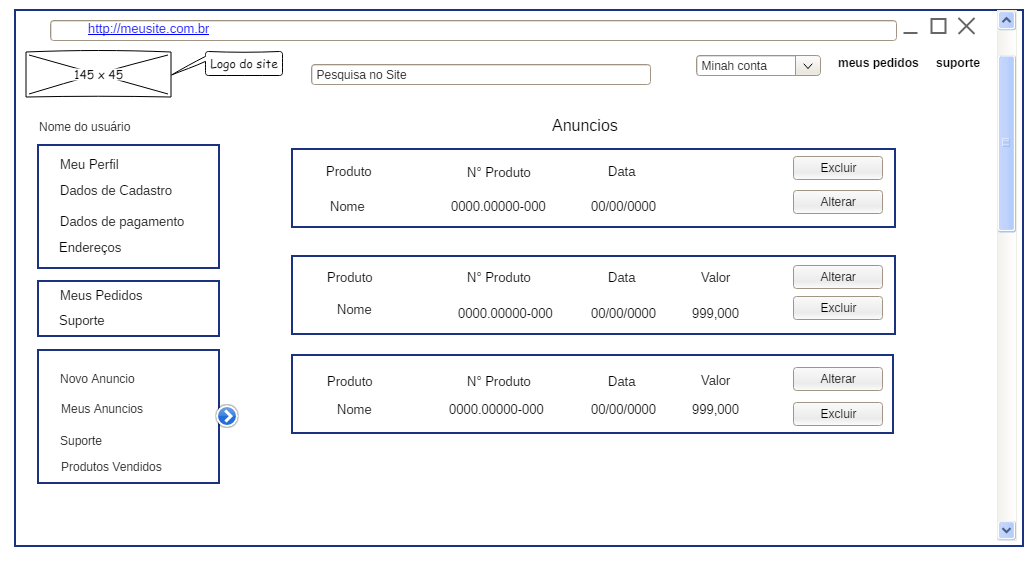 http://meusite.com.br
145 x 45
Logo do site
Pesquisa no Site
Minah conta
meus pedidos
suporte
Nome do usuário
Meu Perfil
Dados de Cadastro
Dados de pagamento
Endereços
Meus Pedidos
Suporte
Novo Anuncio
Meus Anuncios
Suporte
Produtos Vendidos
Anuncios
Produto N° Produto Data Excluir
Nome 0000.00000-000 00/00/0000 Alterar
Produto N° Produto Data Valor Alterar
Nome 0000.00000-000 00/00/0000 999,000 Excluir
Produto N° Produto Data Valor Alterar
Nome 0000.00000-000 00/00/0000 999,000 Excluir